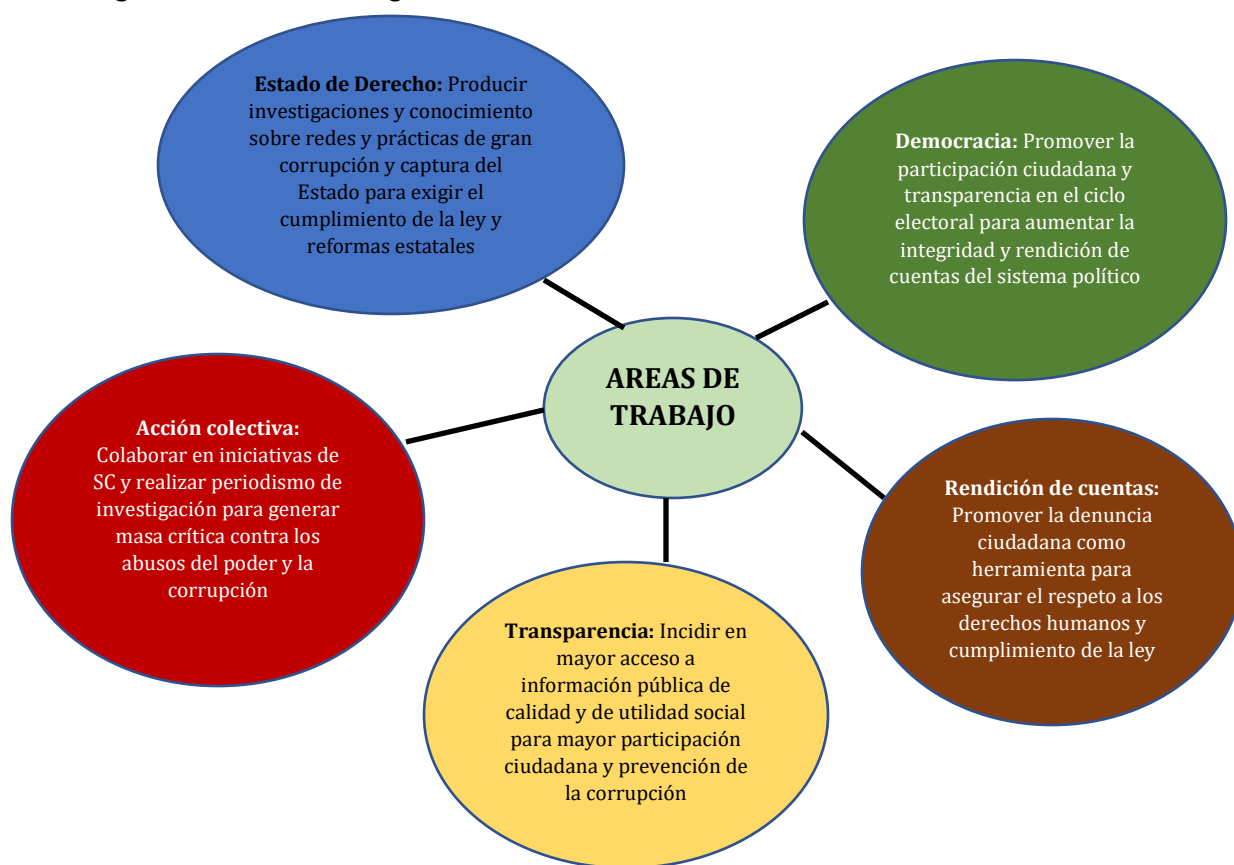 Estado de Derecho: Producir
investigaciones y conocimiento
sobre redes y prácticas de gran
corrupción y captura del
Estado para exigir el
cumplimiento de la ley y
reformas estatales
Democracia: Promover la
participación ciudadana y
transparencia en el ciclo
electoral para aumentar la
integridad y rendición de
cuentas del sistema político
AREAS DE
TRABAJO
Acción colectiva:
Colaborar en iniciativas de
SC y realizar periodismo de
investigación para generar
masa crítica contra los
abusos del poder y la
corrupción
Rendición de cuentas:
Promover la denuncia
ciudadana como
herramienta para
asegurar el respeto a los
derechos humanos y
cumplimiento de la ley
Transparencia: Incidir en
mayor acceso a
información pública de
calidad y de utilidad social
para mayor participación
ciudadana y prevención de
la corrupción